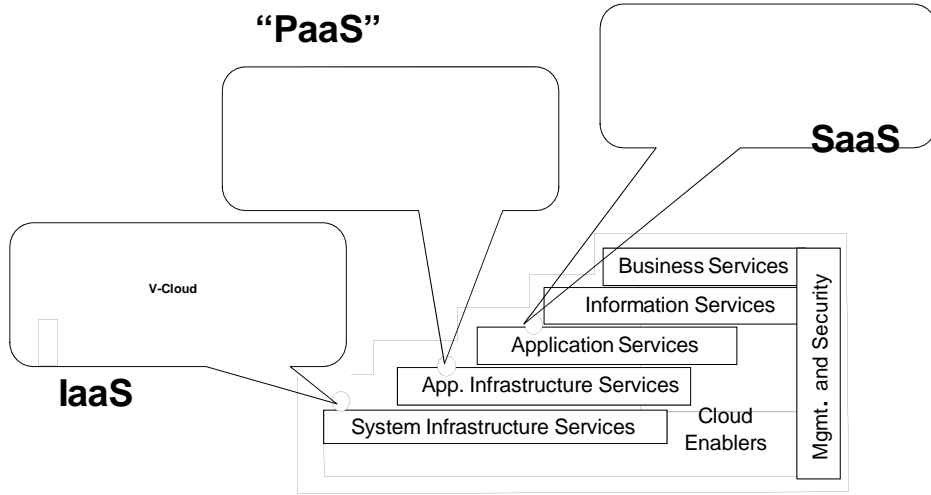 “PaaS”
SaaS
V-Cloud
IaaS
Business Services
Information Services
Application Services
App. Infrastructure Services
System Infrastructure Services
Cloud
Enablers
Mgmt. and Security